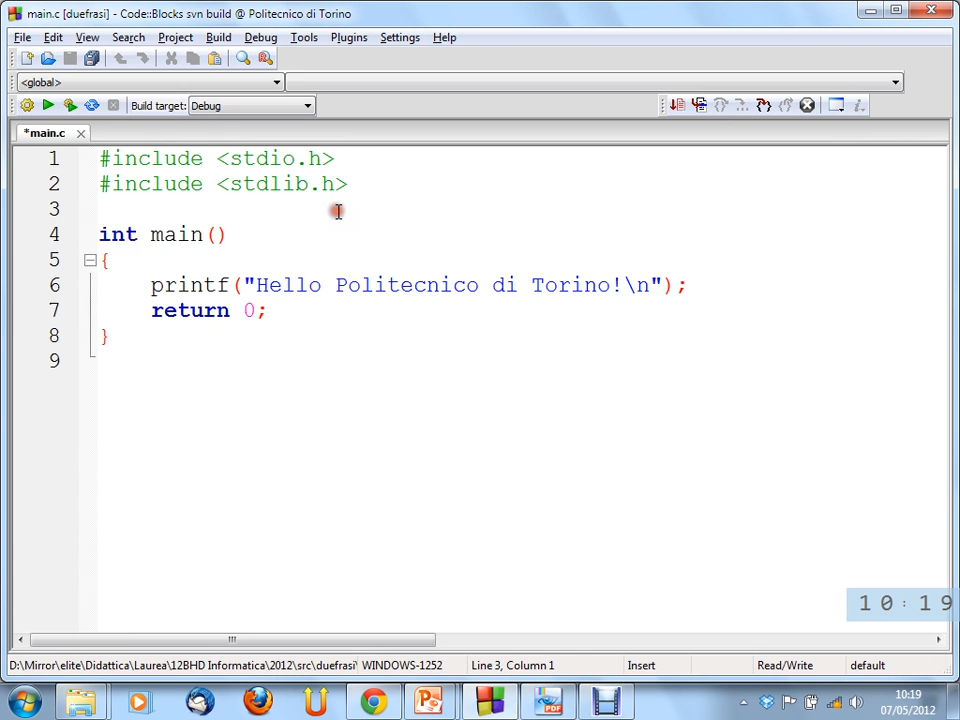 main.c [duefrasi] - Code::Blocks svn build @ Politecnico di Torino
File Edit View Search Project Build Debug Tools Plugins Settings Help
<global>
Build target: Debug
*main.c
1 #include <stdio.h>
2 #include <stdlib.h>
3
4 int main()
5 {
6 printf("Hello Politecnico di Torino!\n");
7 return 0;
8 }
9
10:19
D:\Mirror\elite\Didattica\Laurea\12BHD Informatica\2012\src\duefrasi\ WINDOWS-1252 Line 3, Column 1 Insert Read/Write default
PDF
10:19
07/05/2012